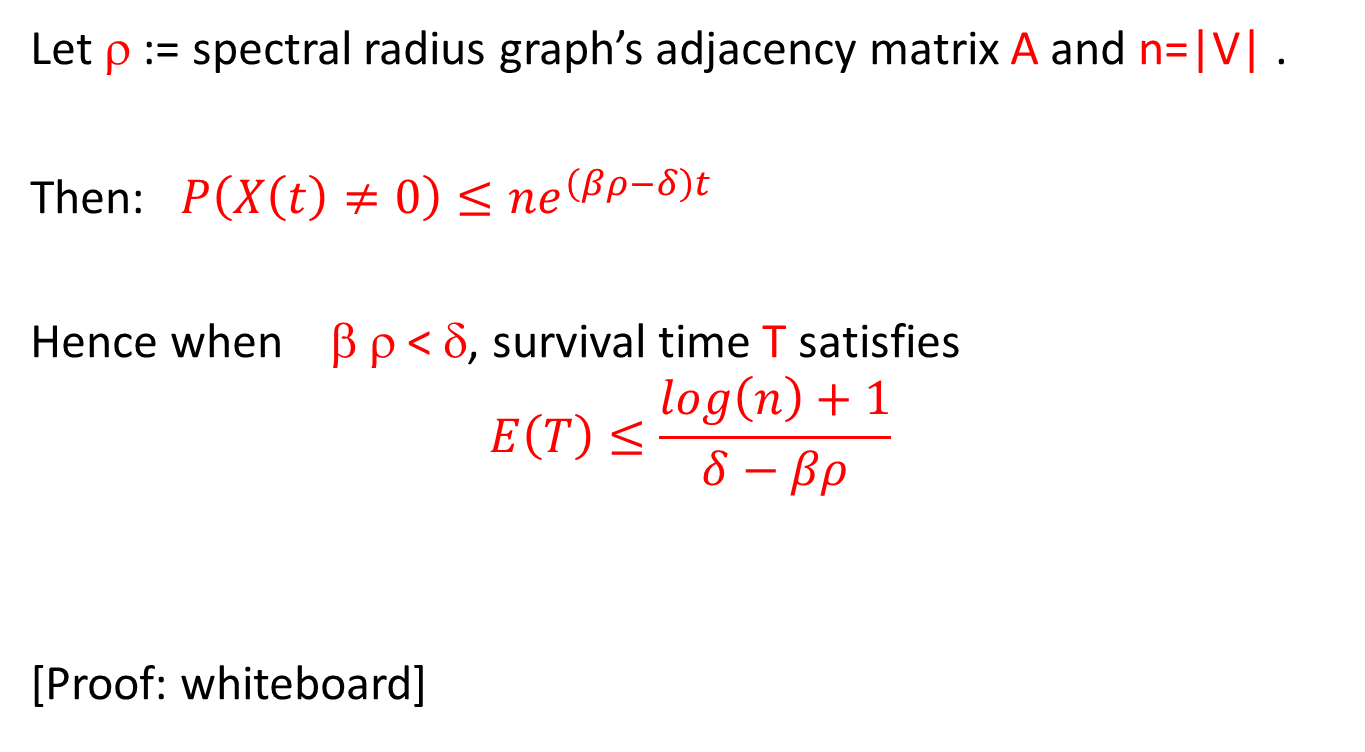 Let ρ := spectral radius graph’s adjacency matrix A and n=|V| .
Then: P(X(t) ≠ 0) ≤ ne^{(βρ−δ)t}
Hence when β ρ < δ, survival time T satisfies
E(T) ≤ \frac{log(n) + 1}{δ − βρ}
[Proof: whiteboard]